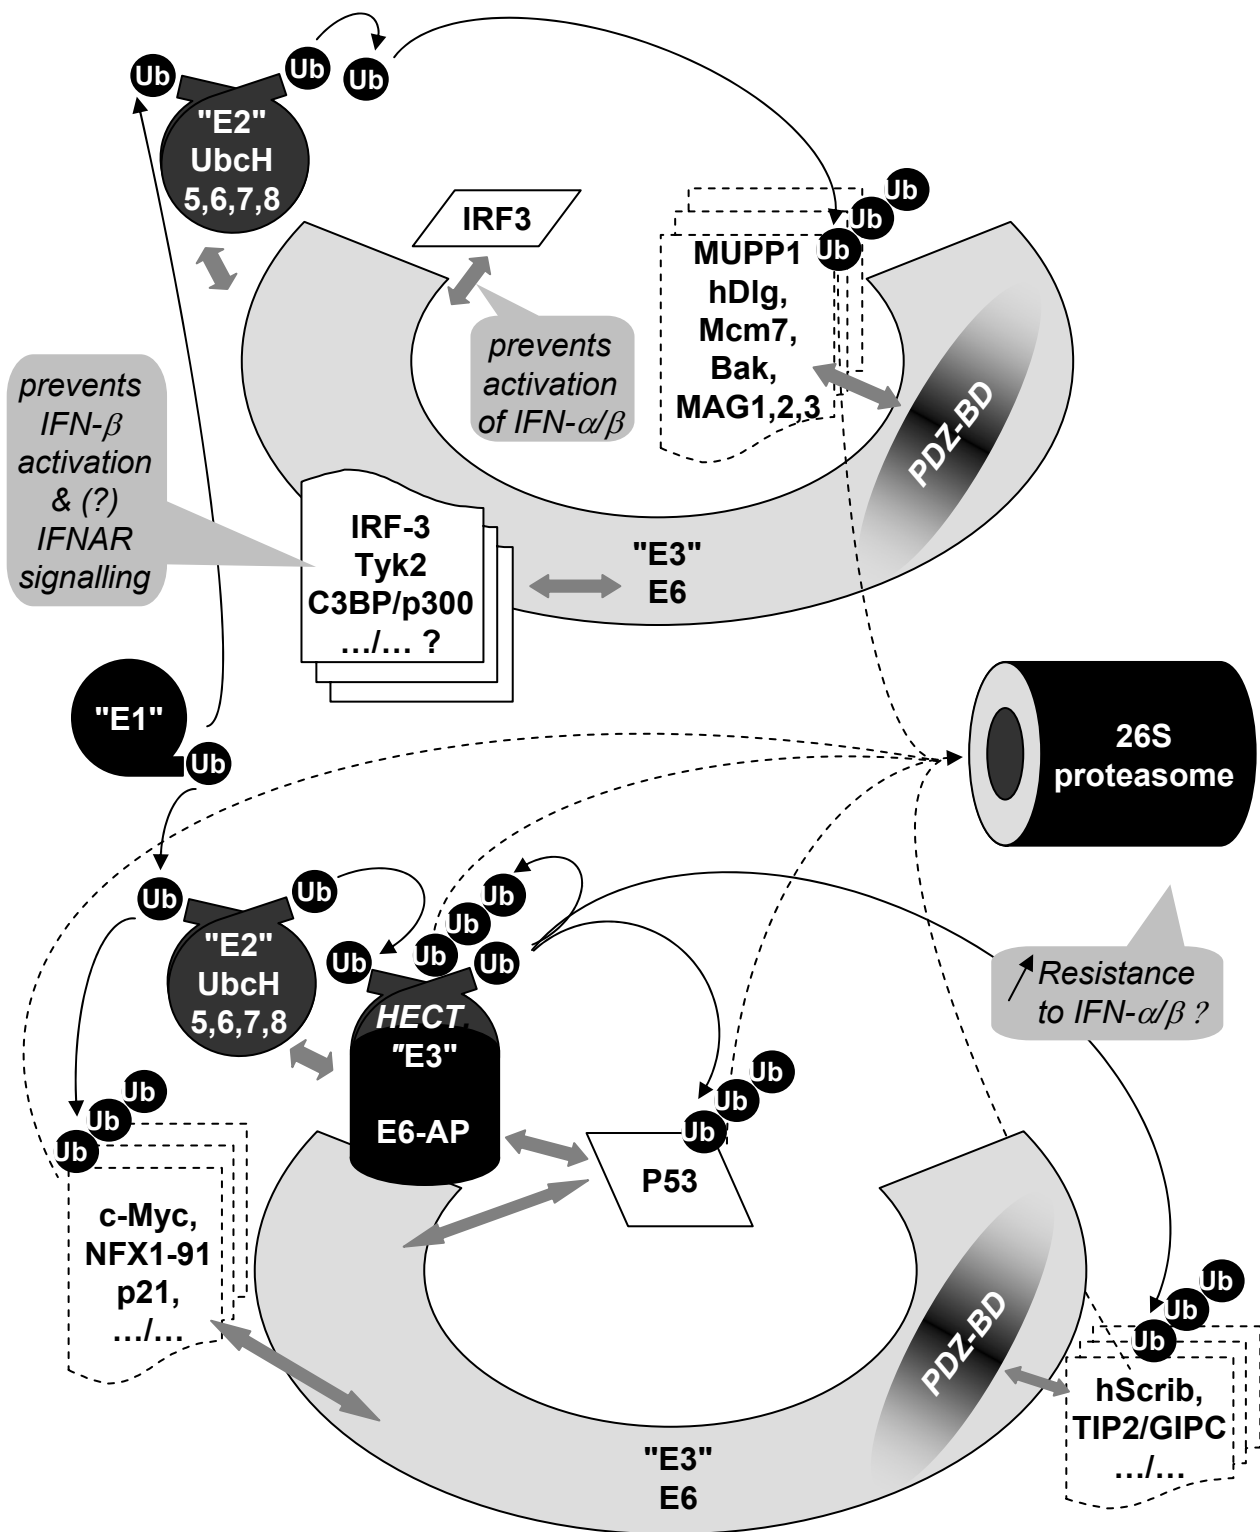 Ub
Ub
Ub
"E2"
UbcH
5,6,7,8
IRF3
Ub
Ub
Ub
MUPP1
hDlg,
Mcm7,
Bak,
MAG1,2,3
prevents
activation
of IFN-α/β
PDZ-BD
prevents
IFN-β
activation
& (?)
IFNAR
signalling
IRF-3
Tyk2
C3BP/p300
…/… ?
"E3"
E6
"E1"
Ub
26S
proteasome
Ub
Ub
"E2"
UbcH
5,6,7,8
Ub
Ub
Ub
Ub
Ub
HECT
"E3"
E6-AP
Resistance
to IFN-α/β ?
Ub
Ub
Ub
P53
Ub
Ub
Ub
c-Myc,
NFX1-91
p21,
…/…
PDZ-BD
Ub
Ub
Ub
hScrib,
TIP2/GIPC
…/…
"E3"
E6